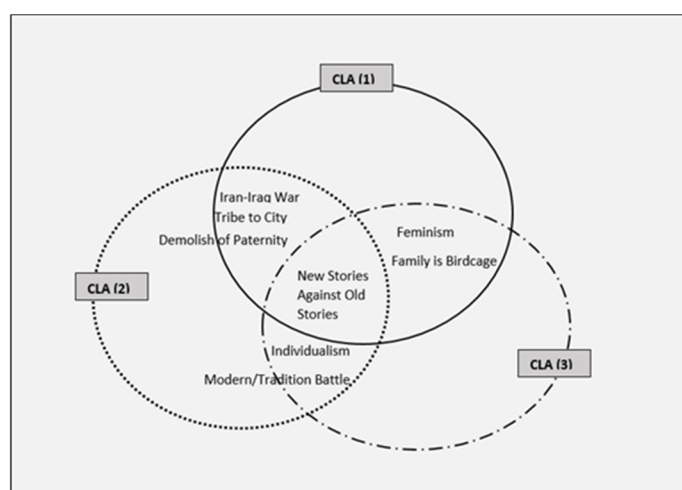 CLA (1)
Iran-Iraq War
Tribe to City
Demolish of Paternity
Feminism
Family is Birdcage
New Stories
Against Old
Stories
CLA (2)
Individualism
Modern/Tradition Battle
CLA (3)